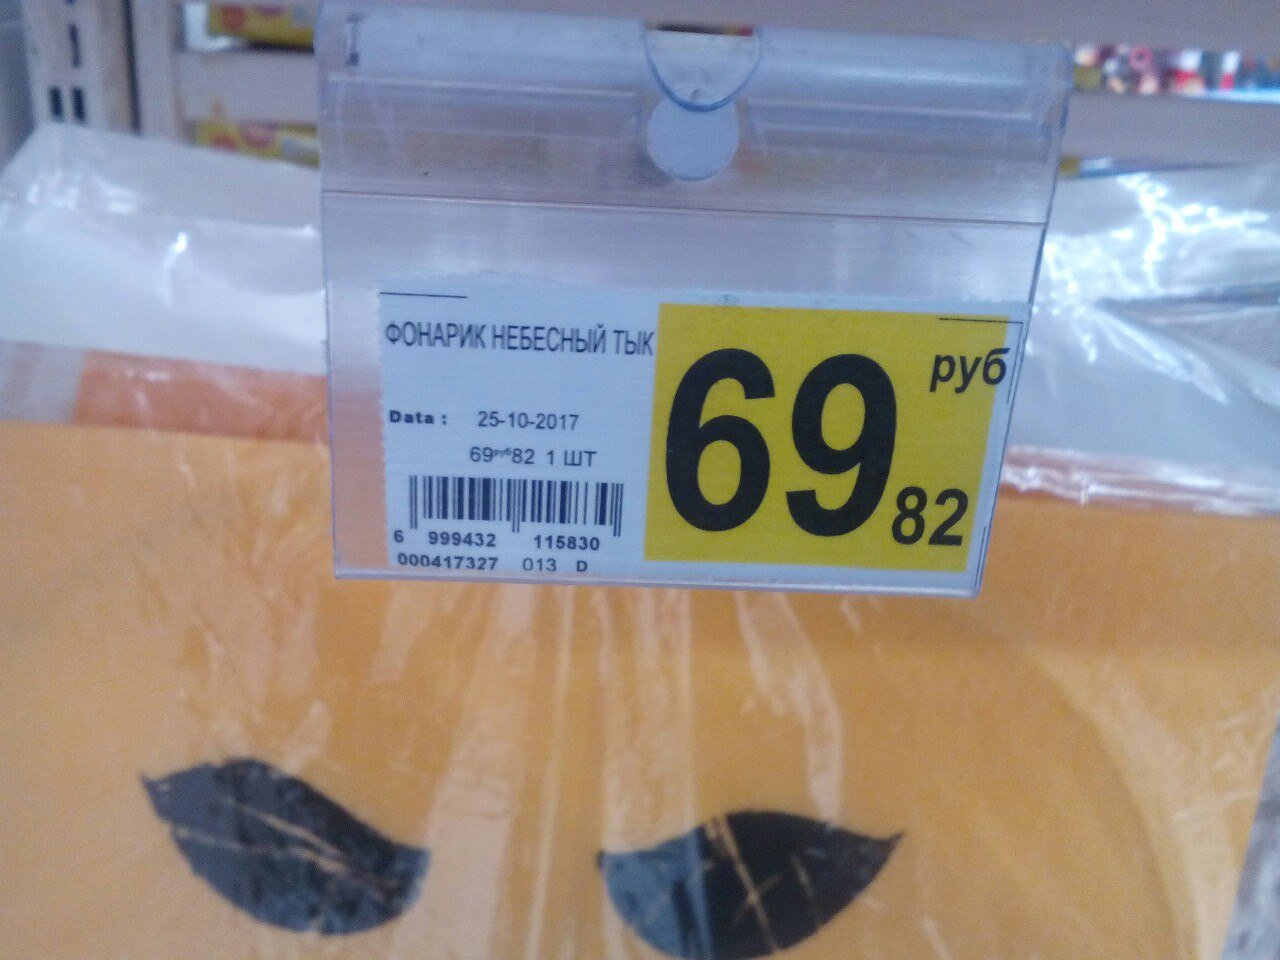 ФОНАРИК НЕБЕСНЫЙ ТЫК
Data : 25-10-2017
69руб82 1 ШТ
6 999432 115830
000417327 013 D
69 82 руб